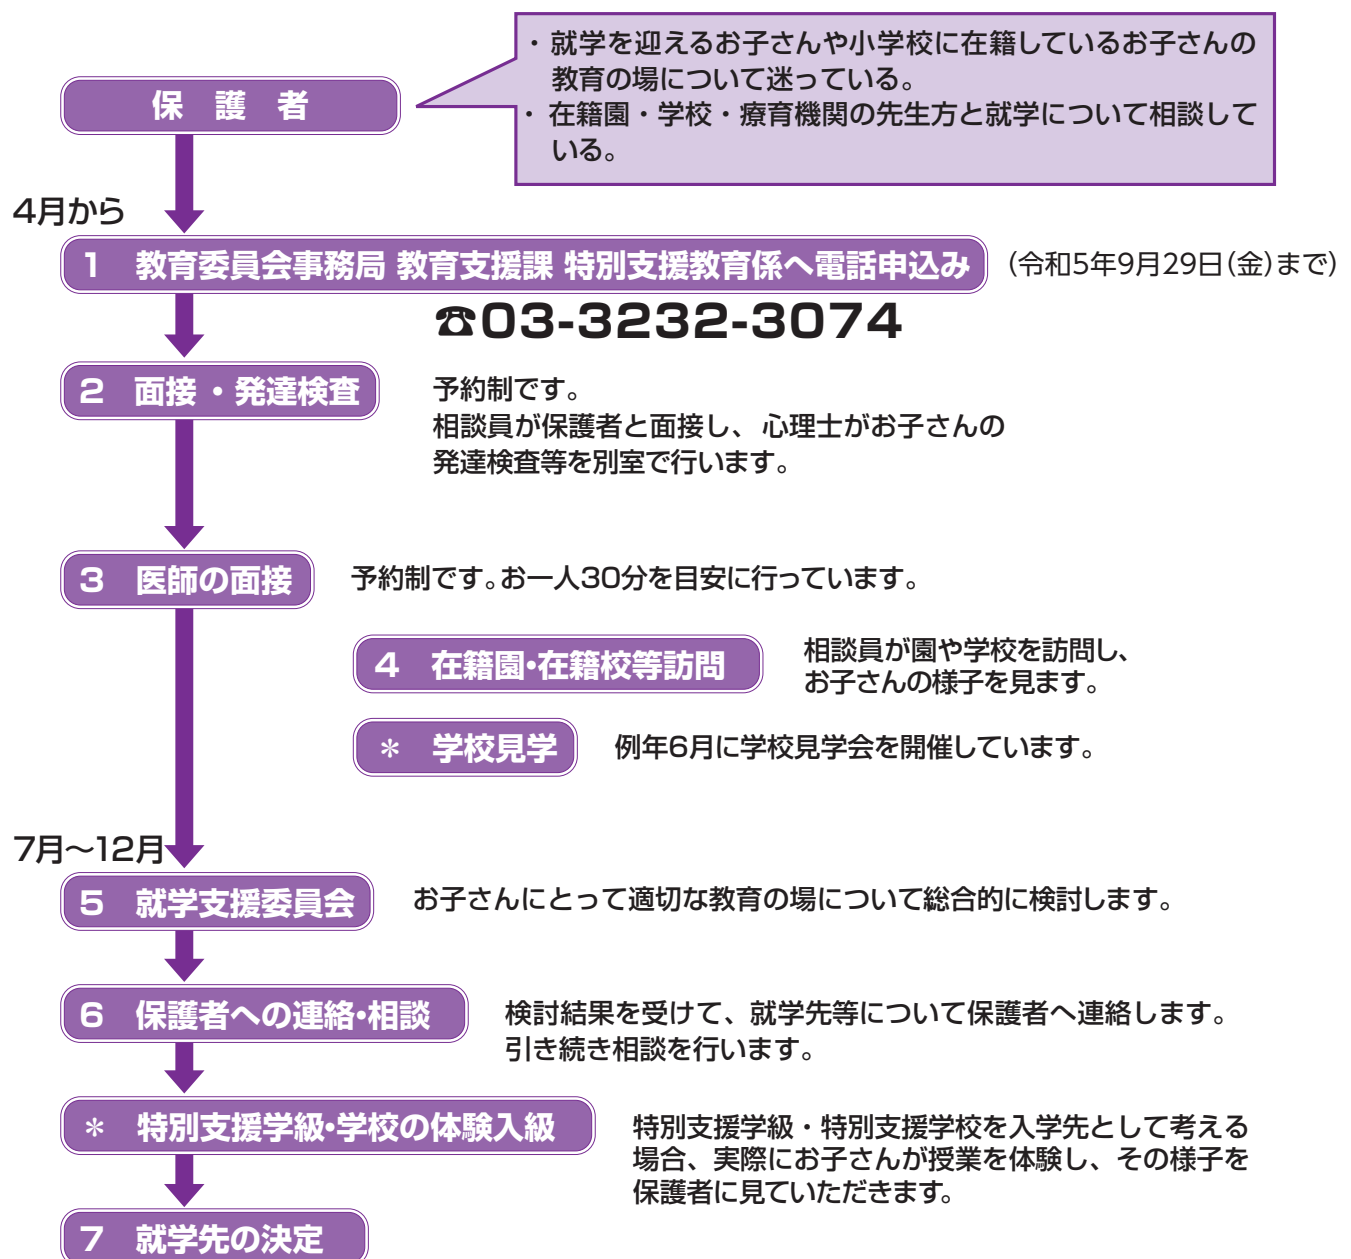 ・就学を迎えるお子さんや小学校に在籍しているお子さんの
教育の場について迷っている。
・在籍園・学校・療育機関の先生方と就学について相談して
いる。
保　護　者
4月から
1　教育委員会事務局 教育支援課 特別支援教育係へ電話申込み
（令和5年9月29日（金）まで）
☎03-3232-3074
2　面接・発達検査
予約制です。
相談員が保護者と面接し、心理士がお子さんの
発達検査等を別室で行います。
3　医師の面接
予約制です。お一人30分を目安に行っています。
4　在籍園・在籍校等訪問
相談員が園や学校を訪問し、
お子さんの様子を見ます。
＊　学校見学
例年6月に学校見学会を開催しています。
7月～12月
5　就学支援委員会
お子さんにとって適切な教育の場について総合的に検討します。
6　保護者への連絡・相談
検討結果を受けて、就学先等について保護者へ連絡します。
引き続き相談を行います。
＊　特別支援学級・学校の体験入級
特別支援学級・特別支援学校を入学先として考える
場合、実際にお子さんが授業を体験し、その様子を
保護者に見ていただきます。
7　就学先の決定